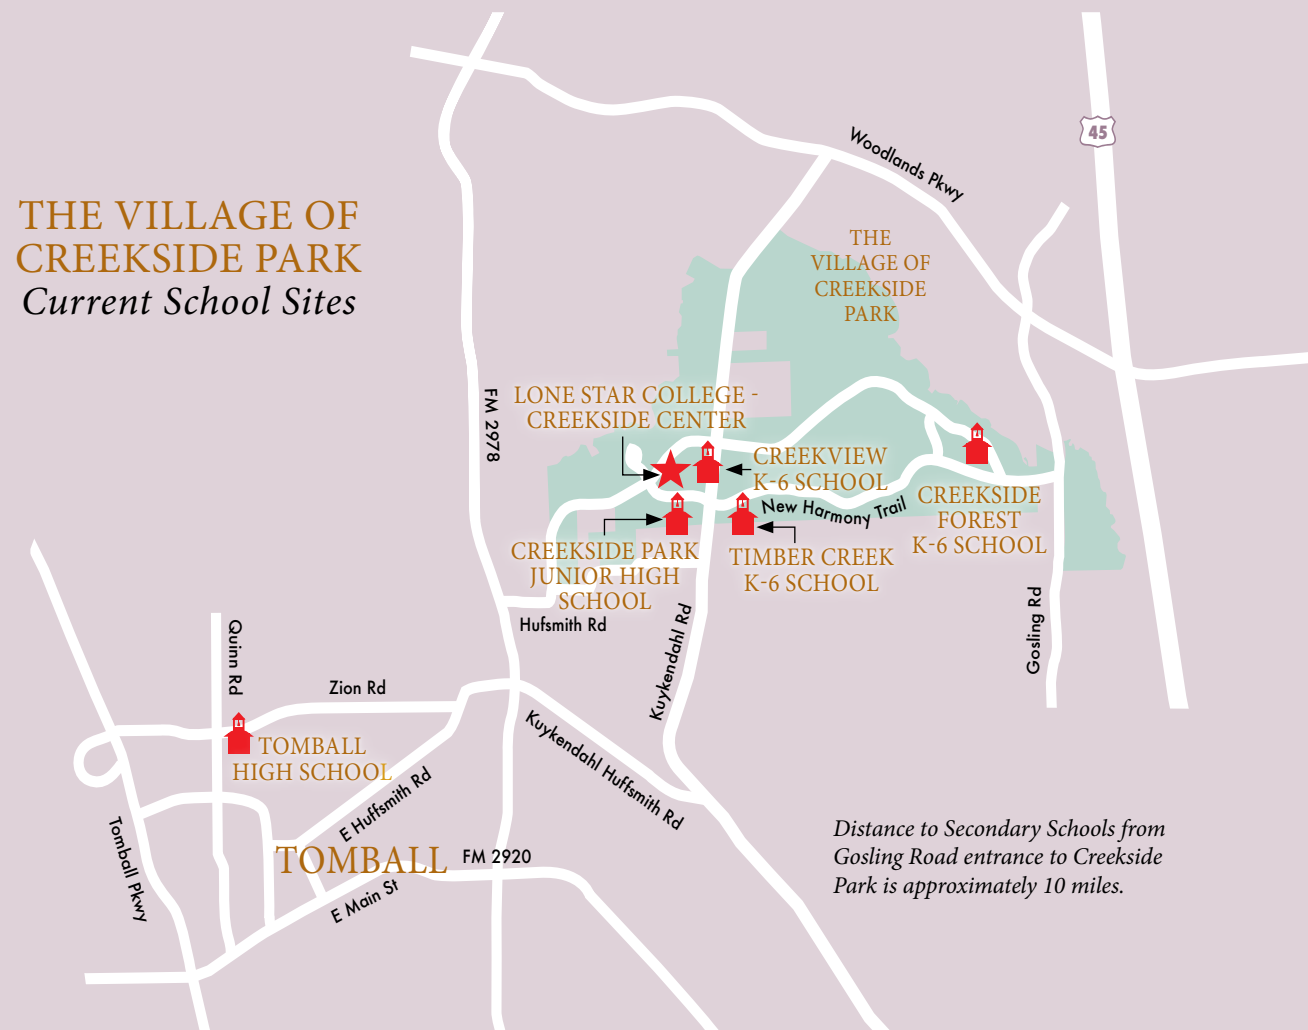 THE VILLAGE OF
CREEKSIDE PARK
Current School Sites
Woodlands Pkwy
45
THE
VILLAGE OF
CREEKSIDE
PARK
FM 2978
LONE STAR COLLEGE -
CREEKSIDE CENTER
CREEKVIEW
K-6 SCHOOL
New Harmony Trail
CREEKSIDE
FOREST
K-6 SCHOOL
CREEKSIDE PARK
JUNIOR HIGH
SCHOOL
TIMBER CREEK
K-6 SCHOOL
Hufsmith Rd
Kuykendahl Rd
Gosling Rd
Quinn Rd
Zion Rd
TOMBALL
HIGH SCHOOL
Kuykendahl Huffsmith Rd
E Huffsmith Rd
Tomball Pkwy
TOMBALL
FM 2920
E Main St
Distance to Secondary Schools from
Gosling Road entrance to Creekside
Park is approximately 10 miles.